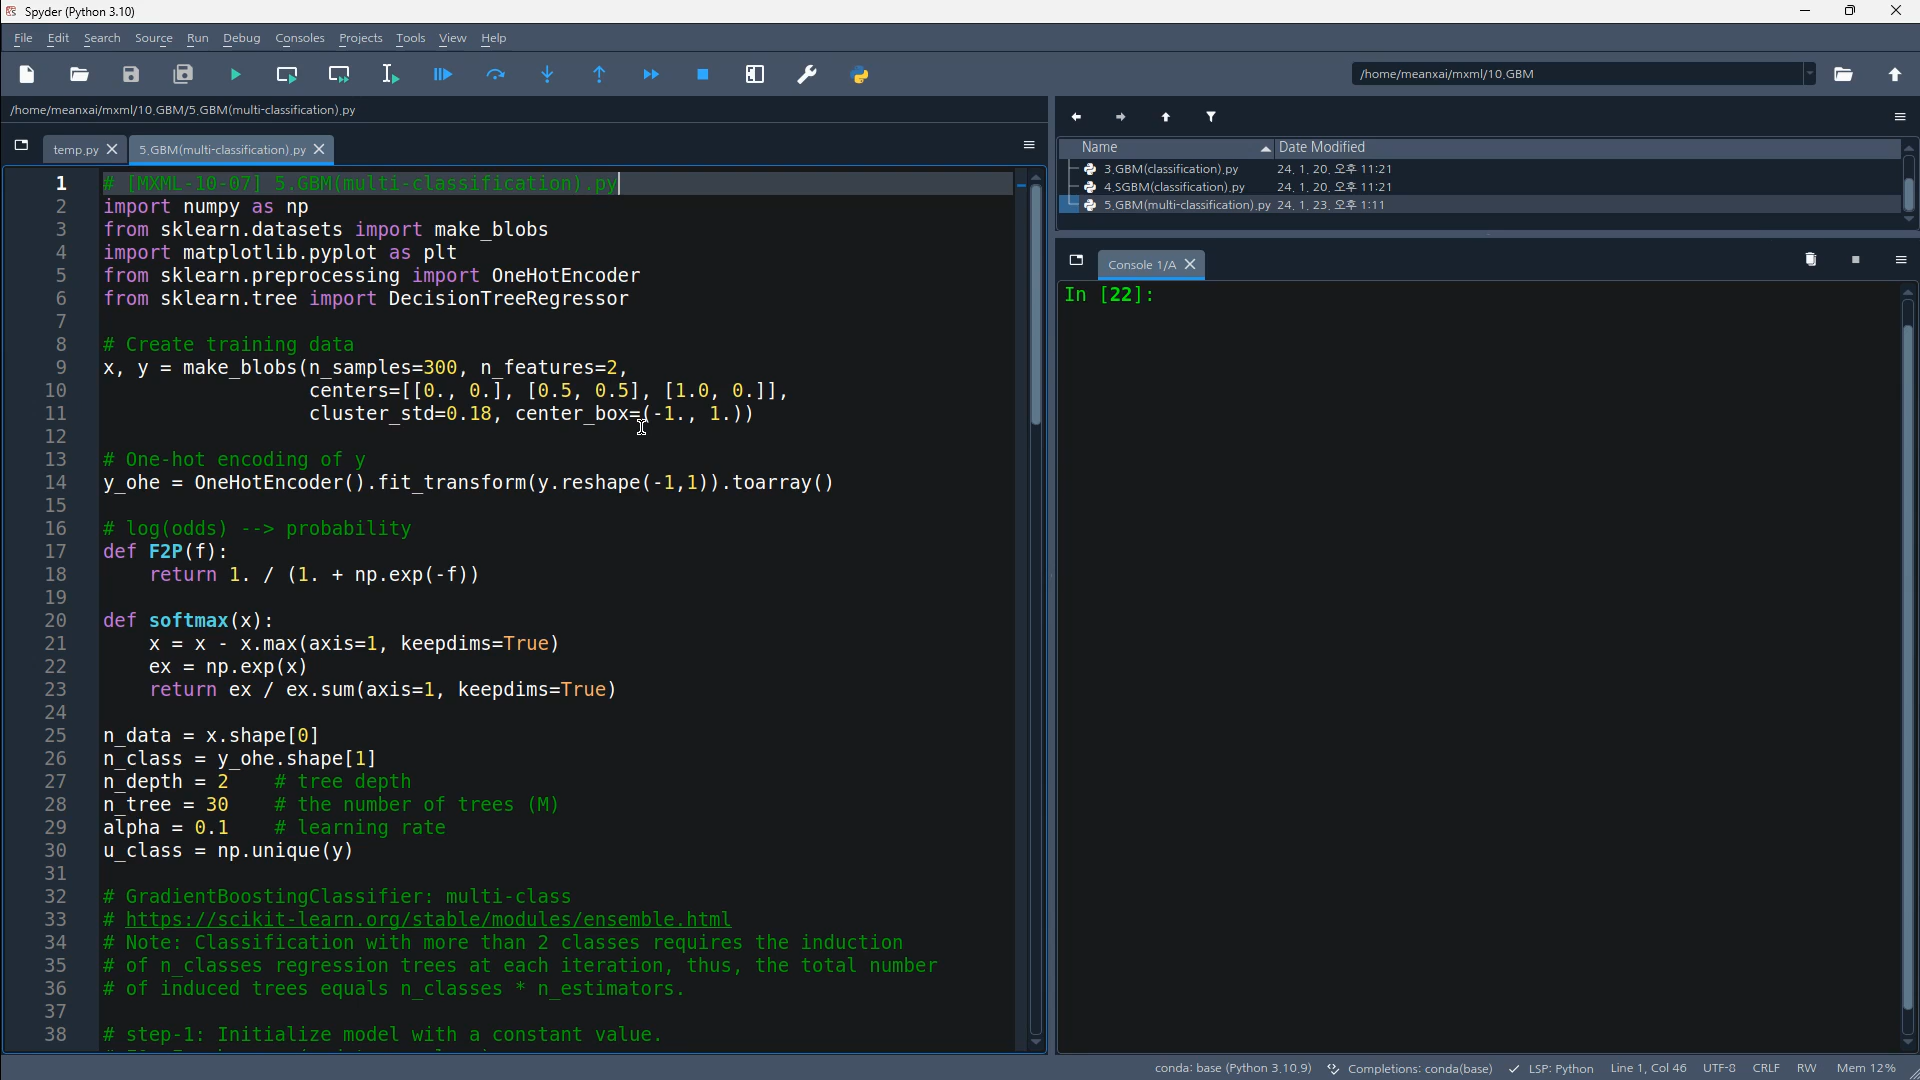 Spyder (Python 3.10)
File Edit Search Source Run Debug Consoles Projects Tools View Help
/home/meanxai/mxml/10.GBM
/home/meanxai/mxml/10.GBM/5.GBM(multi-classification).py
temp.py
5.GBM(multi-classification).py
1 # [MXML-10-07] 5.GBM(multi-classification).py
2 import numpy as np
3 from sklearn.datasets import make_blobs
4 import matplotlib.pyplot as plt
5 from sklearn.preprocessing import OneHotEncoder
6 from sklearn.tree import DecisionTreeRegressor
7
8 # Create training data
9 x, y = make_blobs(n_samples=300, n_features=2,
10                   centers=[[0., 0.], [0.5, 0.5], [1.0, 0.]],
11                   cluster_std=0.18, center_box=(-1., 1.))
12
13 # One-hot encoding of y
14 y_ohe = OneHotEncoder().fit_transform(y.reshape(-1,1)).toarray()
15
16 # log(odds) --> probability
17 def F2P(f):
18     return 1. / (1. + np.exp(-f))
19
20 def softmax(x):
21     x = x - x.max(axis=1, keepdims=True)
22     ex = np.exp(x)
23     return ex / ex.sum(axis=1, keepdims=True)
24
25 n_data = x.shape[0]
26 n_class = y_ohe.shape[1]
27 n_depth = 2    # tree depth
28 n_tree = 30    # the number of trees (M)
29 alpha = 0.1    # learning rate
30 u_class = np.unique(y)
31
32 # GradientBoostingClassifier: multi-class
33 # https://scikit-learn.org/stable/modules/ensemble.html
34 # Note: Classification with more than 2 classes requires the induction
35 # of n_classes regression trees at each iteration, thus, the total number
36 # of induced trees equals n_classes * n_estimators.
37
38 # step-1: Initialize model with a constant value.
Name Date Modified
3.GBM(classification).py 24. 1. 20. 오후 11:21
4.SGBM(classification).py 24. 1. 20. 오후 11:21
5.GBM(multi-classification).py 24. 1. 23. 오후 1:11
Console 1/A
In [22]:
conda: base (Python 3.10.9) Completions: conda(base) LSP: Python Line 1, Col 46 UTF-8 CRLF RW Mem 12%